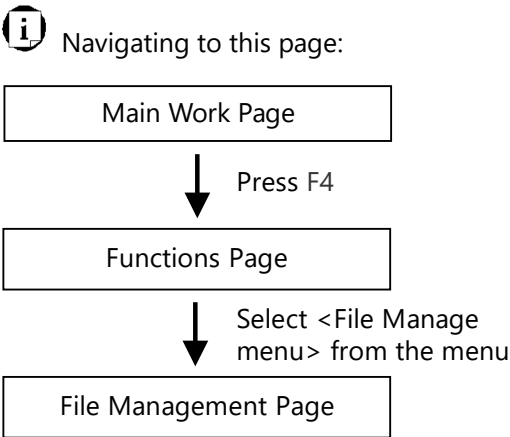 i
Navigating to this page:
Main Work Page
Press F4
Functions Page
Select <File Manage
menu> from the menu
File Management Page